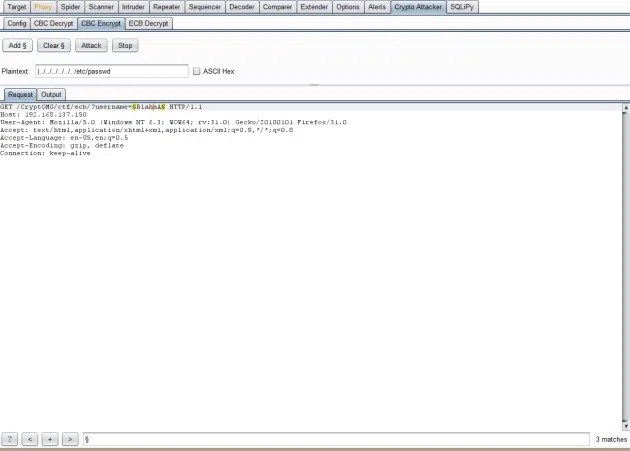 Target Proxy Spider Scanner Intruder Repeater Sequencer Decoder Comparer Extender Options Alerts Crypto Attacker SQLiPy
Config CBC Decrypt CBC Encrypt ECB Decrypt
Add § Clear § Attack Stop
Plaintext: /../../../../../etc/passwd ASCII Hex
Request Output
GET /CryptOMG/ctf/ecb/?username=§BlahhA§ HTTP/1.1
Host: 192.168.137.150
User-Agent: Mozilla/5.0 (Windows NT 6.3; WOW64; rv:31.0) Gecko/20100101 Firefox/31.0
Accept: text/html,application/xhtml+xml,application/xml;q=0.9,*/*;q=0.8
Accept-Language: en-US,en;q=0.5
Accept-Encoding: gzip, deflate
Connection: keep-alive
? < + > § 3 matches